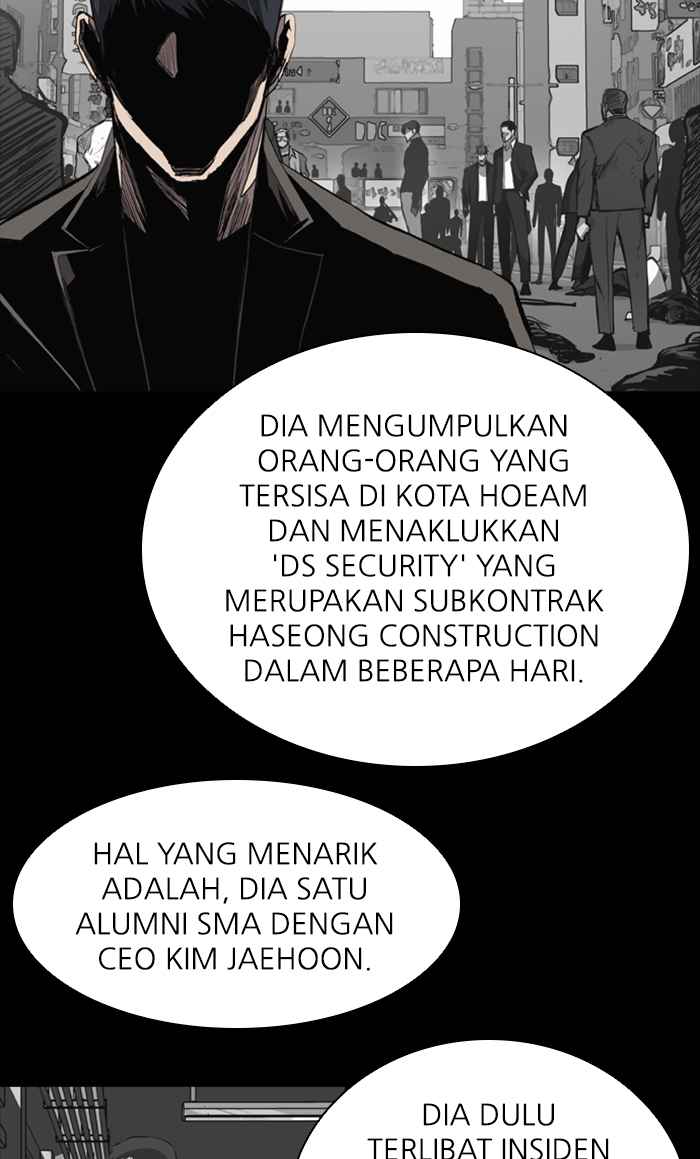 DIA MENGUMPULKAN
ORANG-ORANG YANG
TERSISA DI KOTA HOEAM
DAN MENAKLUKKAN
'DS SECURITY' YANG
MERUPAKAN SUBKONTRAK
HASEONG CONSTRUCTION
DALAM BEBERAPA HARI.
HAL YANG MENARIK
ADALAH, DIA SATU
ALUMNI SMA DENGAN
CEO KIM JAEHOON.
DIA DULU
TERLIBAT INSIDEN